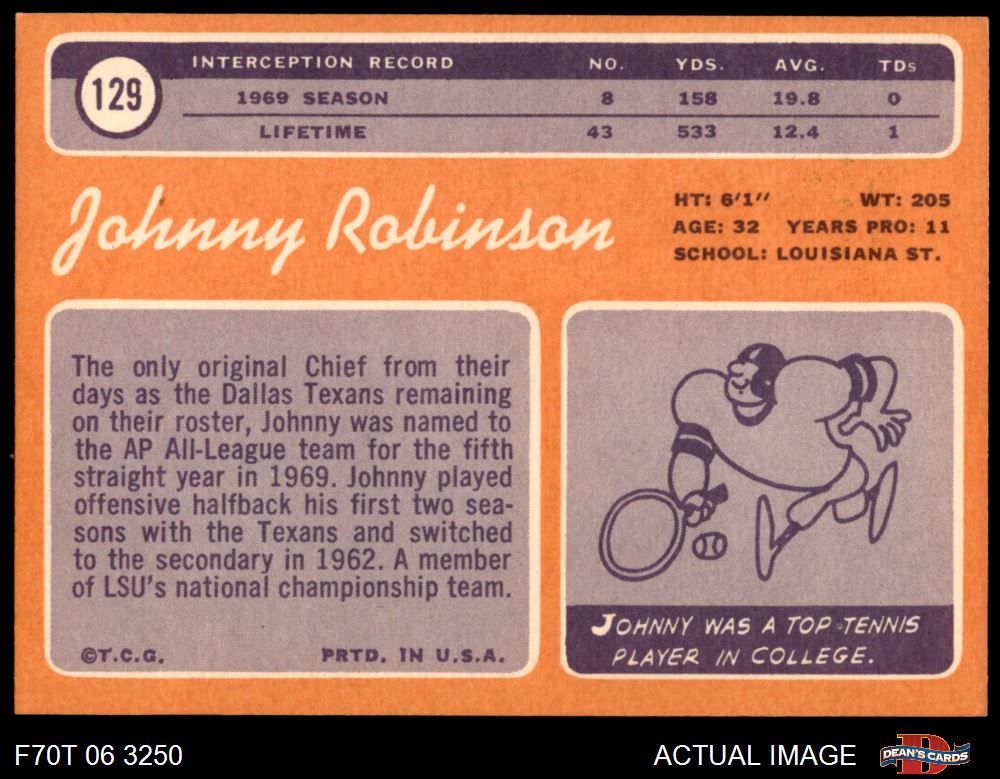 129
INTERCEPTION RECORD NO. YDS. AVG. TDs
1969 SEASON 8 158 19.8 0
LIFETIME 43 533 12.4 1
Johnny Robinson
HT: 6'1'' WT: 205
AGE: 32 YEARS PRO: 11
SCHOOL: LOUISIANA ST.
The only original Chief from their
days as the Dallas Texans remaining
on their roster, Johnny was named to
the AP All-League team for the fifth
straight year in 1969. Johnny played
offensive halfback his first two sea-
sons with the Texans and switched
to the secondary in 1962. A member
of LSU's national championship team.
©T.C.G. PRTD. IN U.S.A.
JOHNNY WAS A TOP TENNIS
PLAYER IN COLLEGE.
F70T 06 3250 ACTUAL IMAGE
D
DEAN'S CARDS